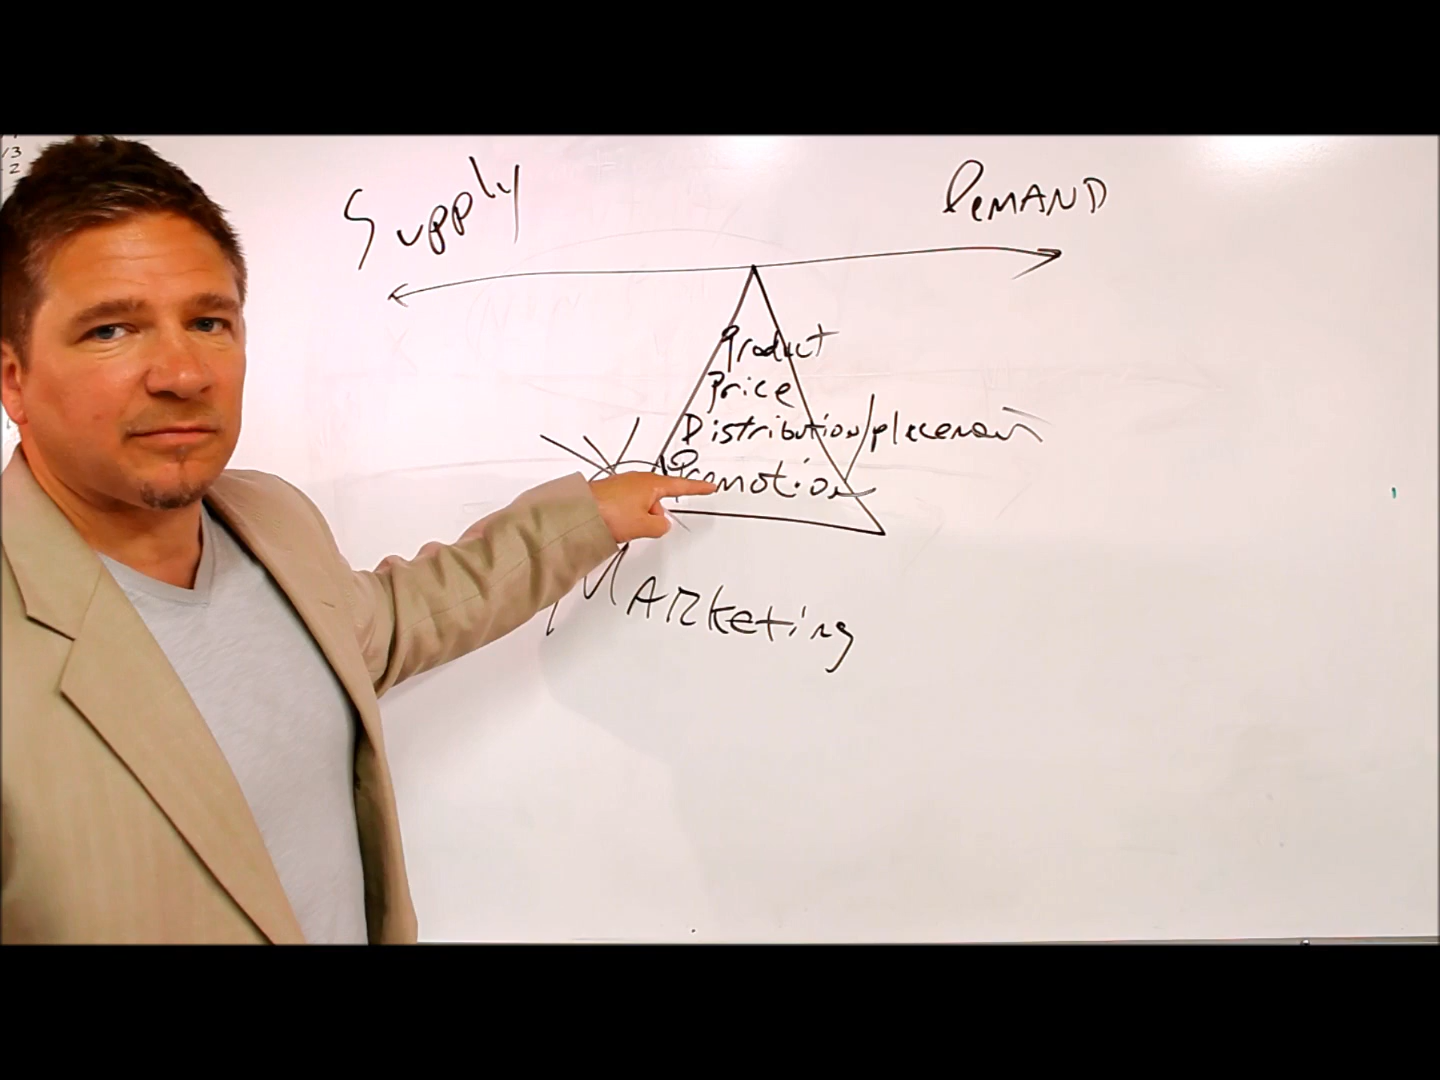 Supply
DEMAND
Product
Price
Distribution/placement
Promotion
MARketing